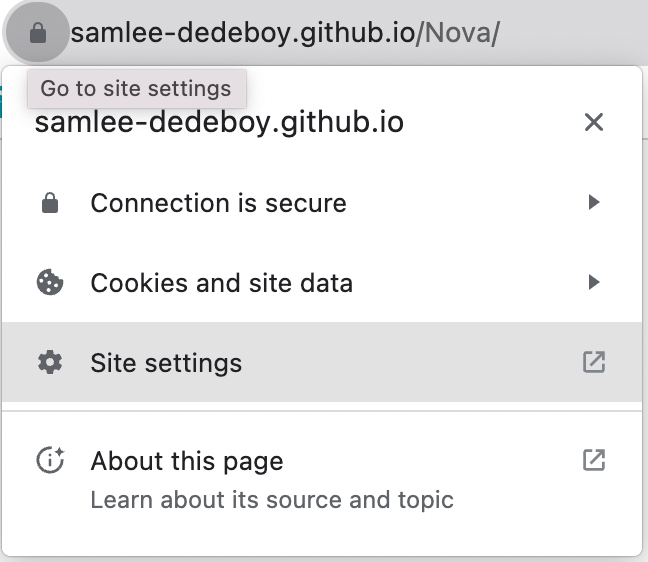 samlee-dedeboy.github.io/Nova/
Go to site settings
samlee-dedeboy.github.io
Connection is secure
Cookies and site data
Site settings
About this page
Learn about its source and topic